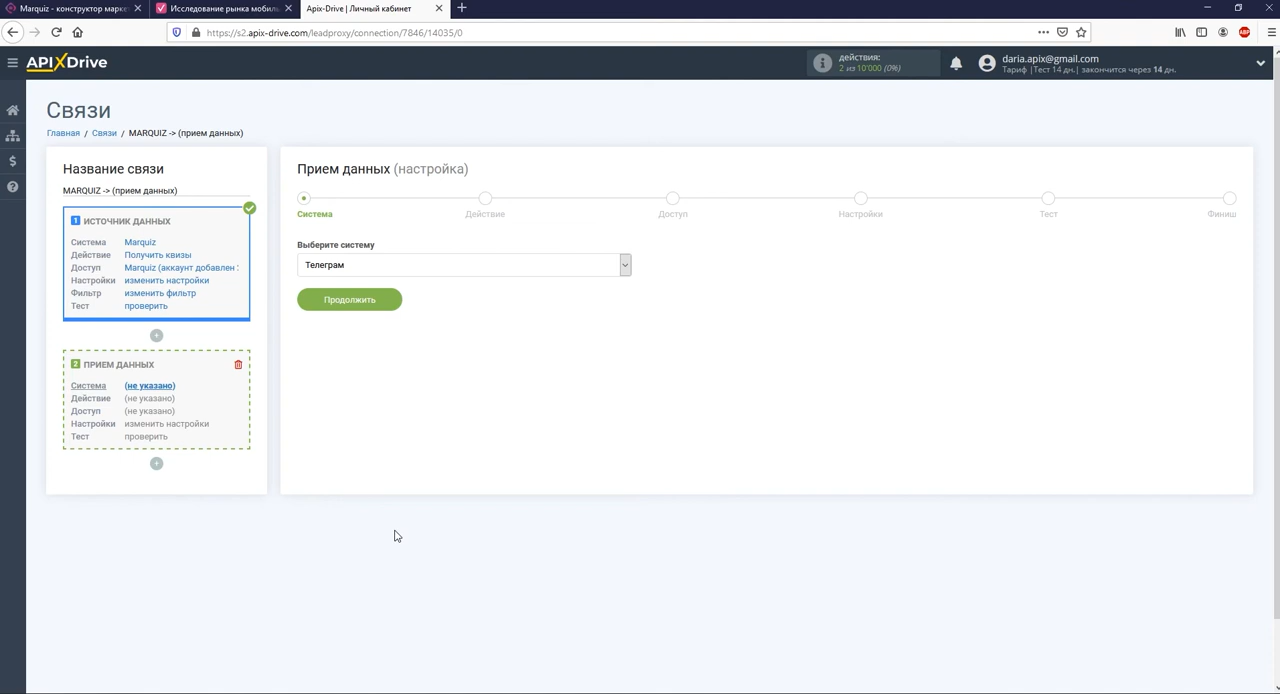 Marquiz - конструктор марке
Исследование рынка мобиль
Apix-Drive | Личный кабинет
https://s2.apix-drive.com/leadproxy/connection/7846/14035/0
ABP
APIXDrive
действия:
2 из 10'000 (0%)
daria.apix@gmail.com
Тариф |Тест 14 дн.| закончится через 14 дн.
Связи
Главная / Связи / MARQUIZ -> (прием данных)
Название связи
MARQUIZ -> (прием данных)
1 ИСТОЧНИК ДАННЫХ
Система Marquiz
Действие Получить квизы
Доступ Marquiz (аккаунт добавлен
Настройки изменить настройки
Фильтр изменить фильтр
Тест проверить
2 ПРИЕМ ДАННЫХ
Система (не указано)
Действие (не указано)
Доступ (не указано)
Настройки изменить настройки
Тест проверить
Прием данных (настройка)
Система Действие Доступ Настройки Тест Финиш
Выберите систему
Телеграм
Продолжить